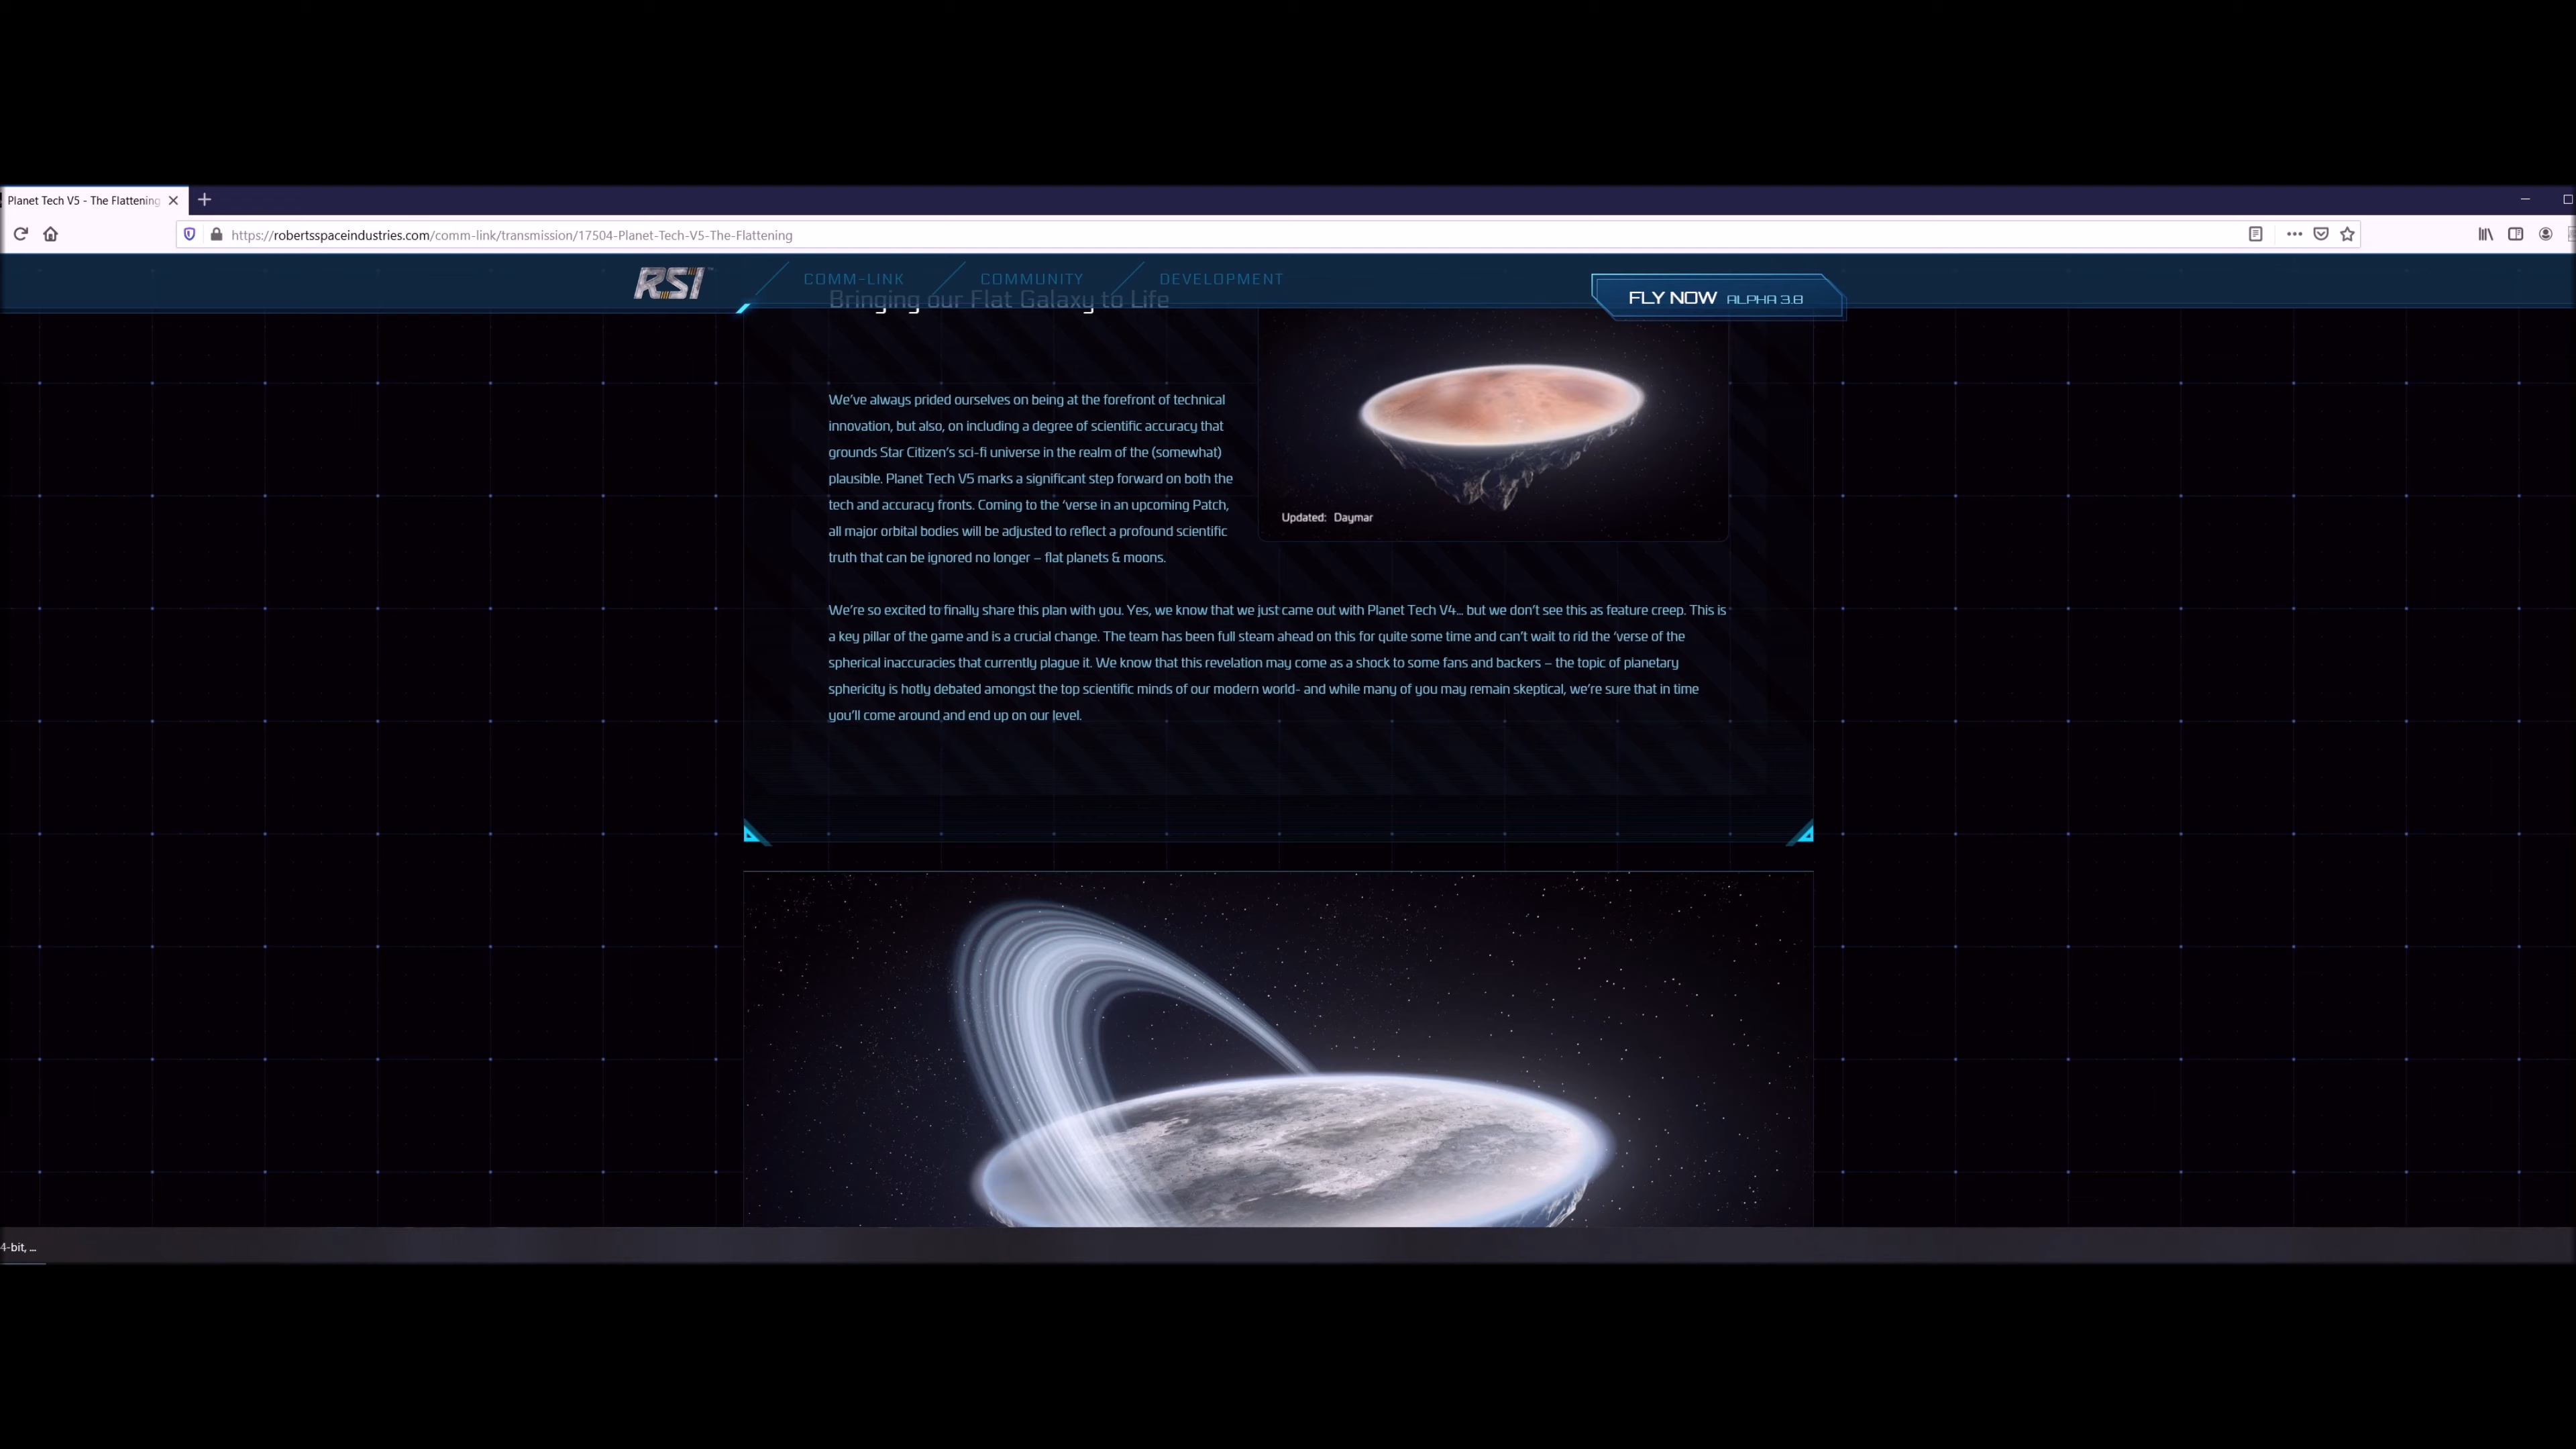 Planet Tech V5 - The Flattening
https://robertsspaceindustries.com/comm-link/transmission/17504-Planet-Tech-V5-The-Flattening
RSI
COMM-LINK
COMMUNITY
DEVELOPMENT
FLY NOW ALPHA 3.8
Bringing our Flat Galaxy to Life
We've always prided ourselves on being at the forefront of technical
innovation, but also, on including a degree of scientific accuracy that
grounds Star Citizen's sci-fi universe in the realm of the (somewhat)
plausible. Planet Tech V5 marks a significant step forward on both the
tech and accuracy fronts. Coming to the 'verse in an upcoming Patch,
all major orbital bodies will be adjusted to reflect a profound scientific
truth that can be ignored no longer – flat planets & moons.
Updated: Daymar
We're so excited to finally share this plan with you. Yes, we know that we just came out with Planet Tech V4… but we don't see this as feature creep. This is
a key pillar of the game and is a crucial change. The team has been full steam ahead on this for quite some time and can't wait to rid the 'verse of the
spherical inaccuracies that currently plague it. We know that this revelation may come as a shock to some fans and backers – the topic of planetary
sphericity is hotly debated amongst the top scientific minds of our modern world- and while many of you may remain skeptical, we're sure that in time
you'll come around and end up on our level.
4-bit, ...